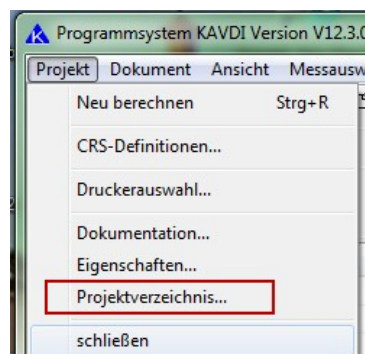 Programmsystem KAVDI Version V12.3.0
Projekt Dokument Ansicht Messausw
Neu berechnen Strg+R
CRS-Definitionen...
Druckerauswahl...
Dokumentation...
Eigenschaften...
Projektverzeichnis...
schließen